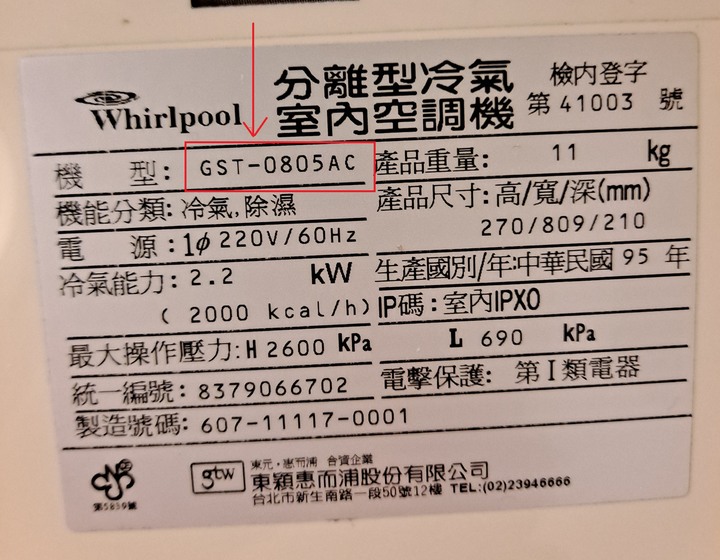 Whirlpool
分離型冷氣
室內空調機
檢內登字
第 41003 號
機 型: GST-0805AC
產品重量: 11 kg
機能分類: 冷氣,除濕
產品尺寸:高/寬/深(mm)
270/809/210
電 源:1ø 220V/60Hz
冷氣能力: 2.2 kW
( 2000 kcal/h)
生產國別/年:中華民國 95 年
IP碼:室內IPX0
最大操作壓力:H 2600 kPa
L 690 kPa
統一編號: 8379066702
電擊保護: 第I類電器
製造號碼: 607-11117-0001
gtw
東元.惠而浦 合資企業
東穎惠而浦股份有限公司
台北市新生南路一段50號12樓 TEL:(02)23946666